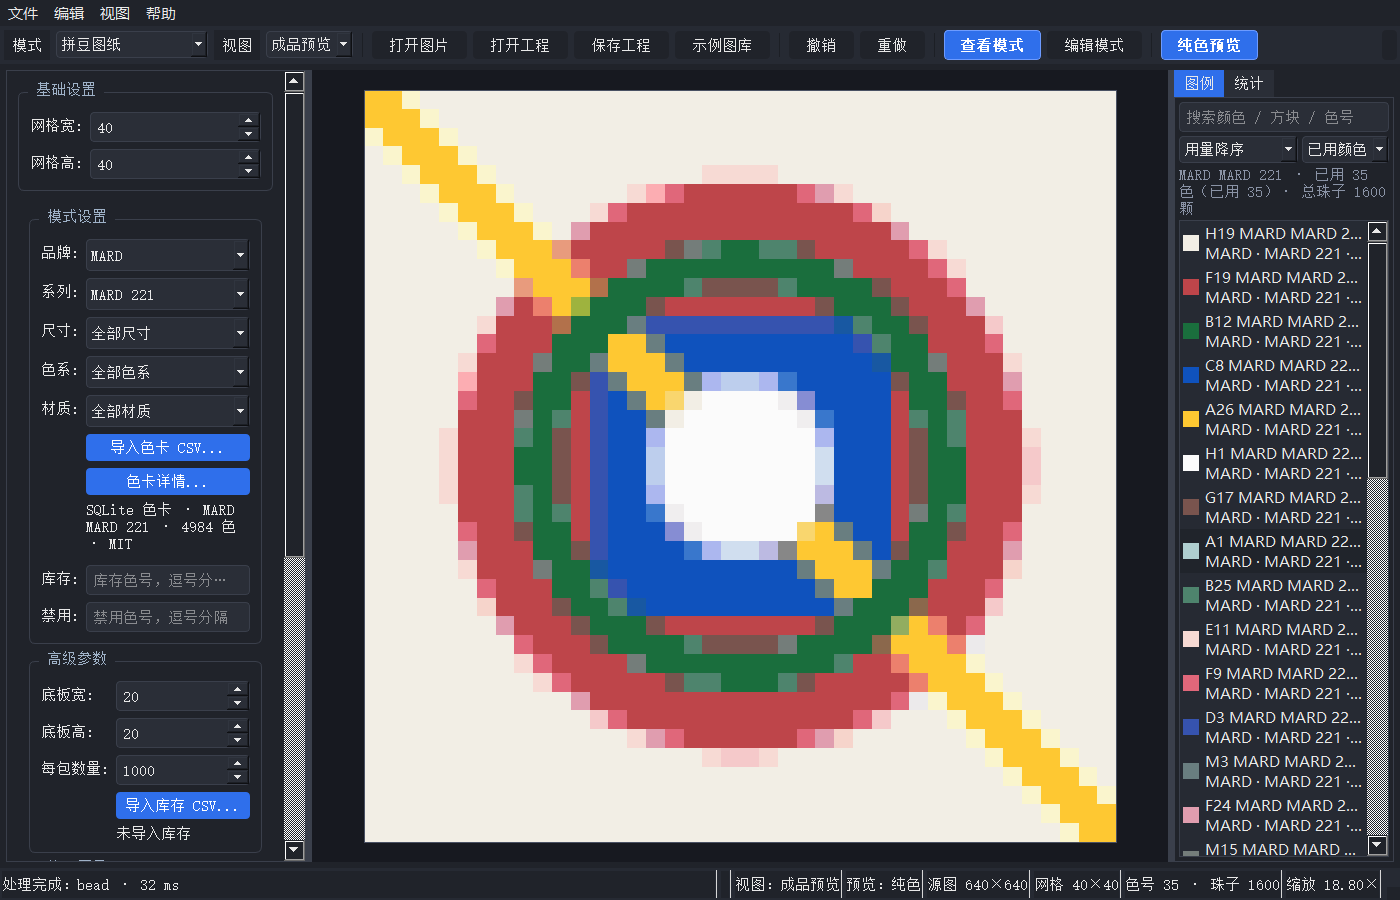 文件 编辑 视图 帮助
模式 拼豆图纸 视图 成品预览 打开图片 打开工程 保存工程 示例图库 撤销 重做 查看模式 编辑模式 纯色预览
基础设置
网格宽: 40
网格高: 40
模式设置
品牌: MARD
系列: MARD 221
尺寸: 全部尺寸
色系: 全部色系
材质: 全部材质
导入色卡 CSV...
色卡详情...
SQLite 色卡 · MARD
MARD 221 · 4984 色
· MIT
库存: 库存色号，逗号分…
禁用: 禁用色号，逗号分隔
高级参数
底板宽: 20
底板高: 20
每包数量: 1000
导入库存 CSV...
未导入库存
图例 统计
搜索颜色 / 方块 / 色号
用量降序 已用颜色
MARD MARD 221 · 已用 35
色（已用 35） · 总珠子 1600
颗
H19 MARD MARD 2...
MARD · MARD 221 ·...
F19 MARD MARD 2...
MARD · MARD 221 ·...
B12 MARD MARD 2...
MARD · MARD 221 ·...
C8 MARD MARD 22...
MARD · MARD 221 ·...
A26 MARD MARD 2...
MARD · MARD 221 ·...
H1 MARD MARD 22...
MARD · MARD 221 ·...
G17 MARD MARD 2...
MARD · MARD 221 ·...
A1 MARD MARD 22...
MARD · MARD 221 ·...
B25 MARD MARD 2...
MARD · MARD 221 ·...
E11 MARD MARD 2...
MARD · MARD 221 ·...
F9 MARD MARD 22...
MARD · MARD 221 ·...
D3 MARD MARD 22...
MARD · MARD 221 ·...
M3 MARD MARD 2...
MARD · MARD 221 ·...
F24 MARD MARD 2...
MARD · MARD 221 ·...
M15 MARD MARD ...
处理完成: bead · 32 ms 视图: 成品预览 预览: 纯色 源图 640×640 网格 40×40 色号 35 · 珠子 1600 缩放 18.80×